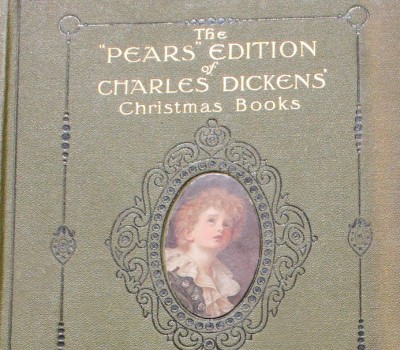 The
"PEARS" EDITION
of
CHARLES DICKENS'
Christmas Books